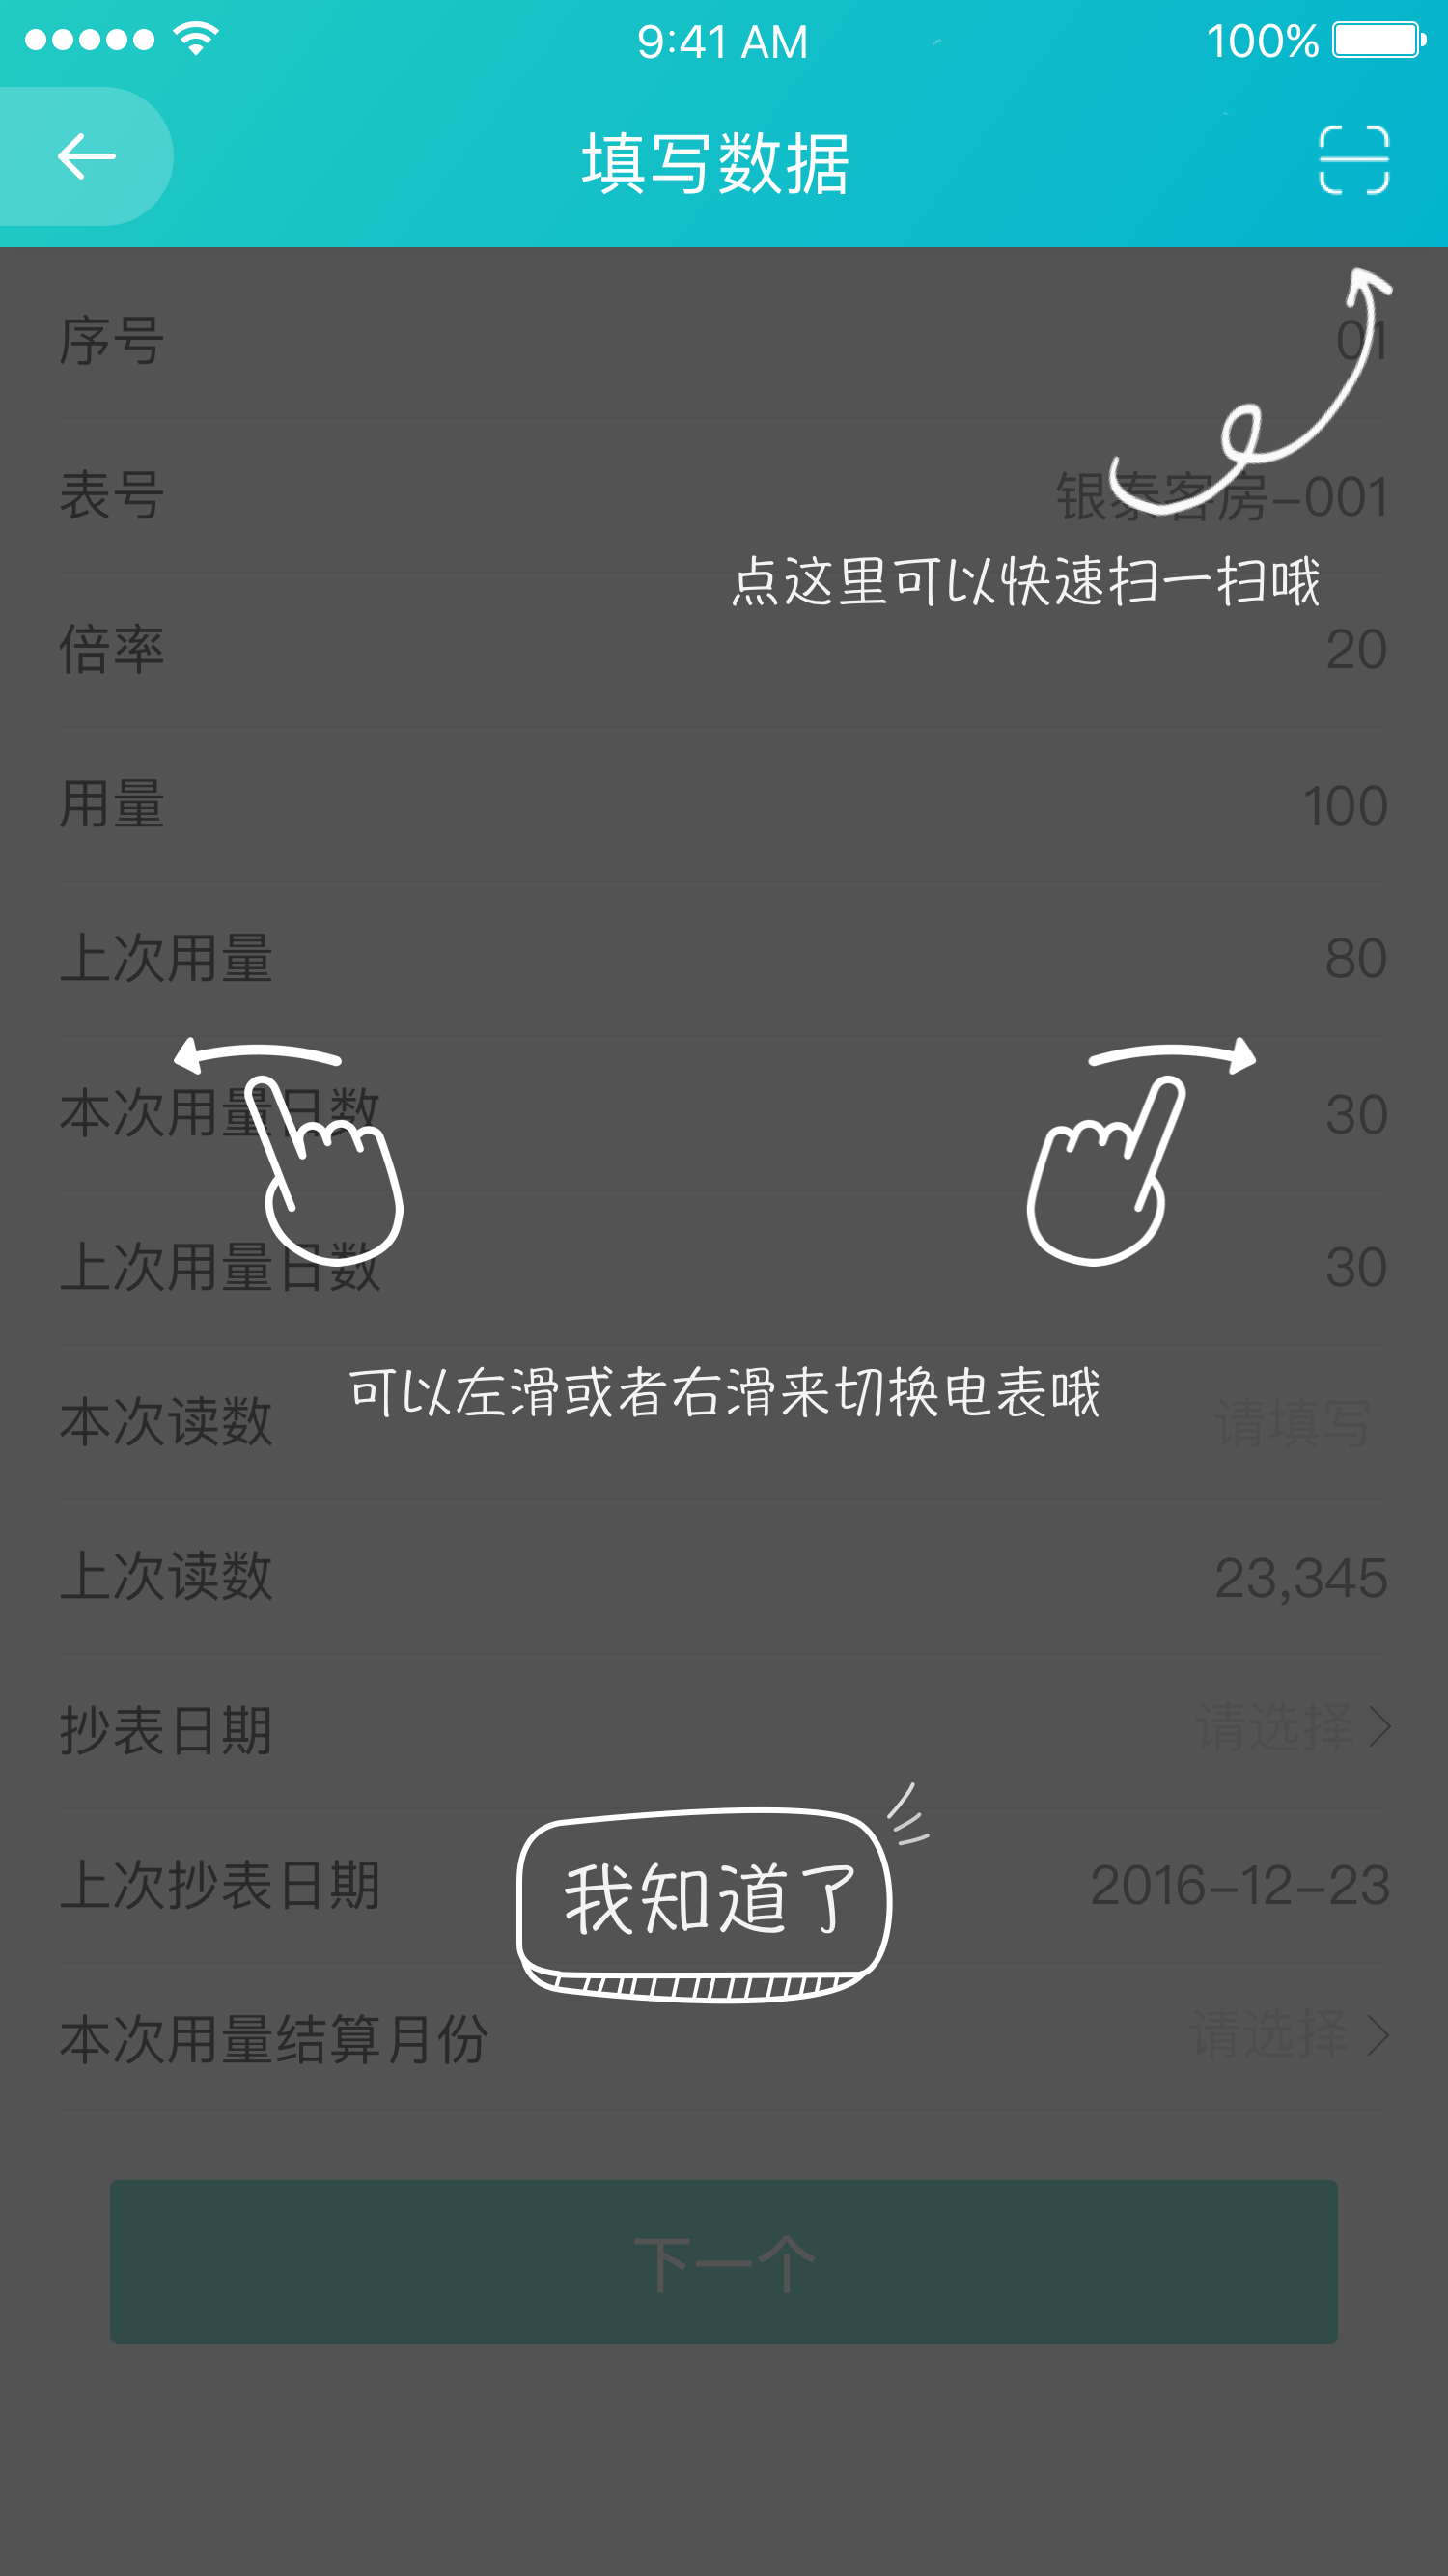 9:41 AM 100%
填写数据
序号 01
表号 银泰客房-001
点这里可以快速扫一扫哦
倍率 20
用量 100
上次用量 80
本次用量日数 30
上次用量日数 30
可以左滑或者右滑来切换电表哦
本次读数 请填写
上次读数 23,345
抄表日期 请选择
上次抄表日期 2016-12-23
我知道了
本次用量结算月份 请选择
下一个